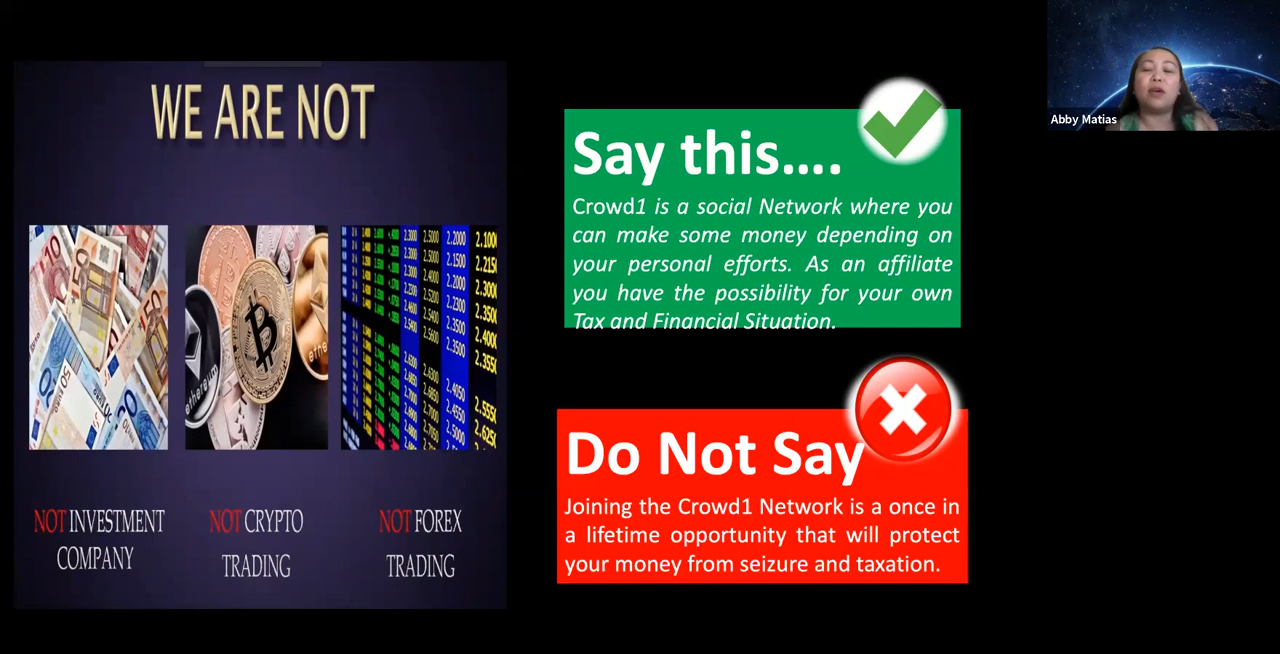 WE ARE NOT
NOT INVESTMENT
COMPANY
NOT CRYPTO
TRADING
NOT FOREX
TRADING
Say this....
Crowd1 is a social Network where you
can make some money depending on
your personal efforts. As an affiliate
you have the possibility for your own
Tax and Financial Situation.
Do Not Say
Joining the Crowd1 Network is a once in
a lifetime opportunity that will protect
your money from seizure and taxation.
Abby Matias